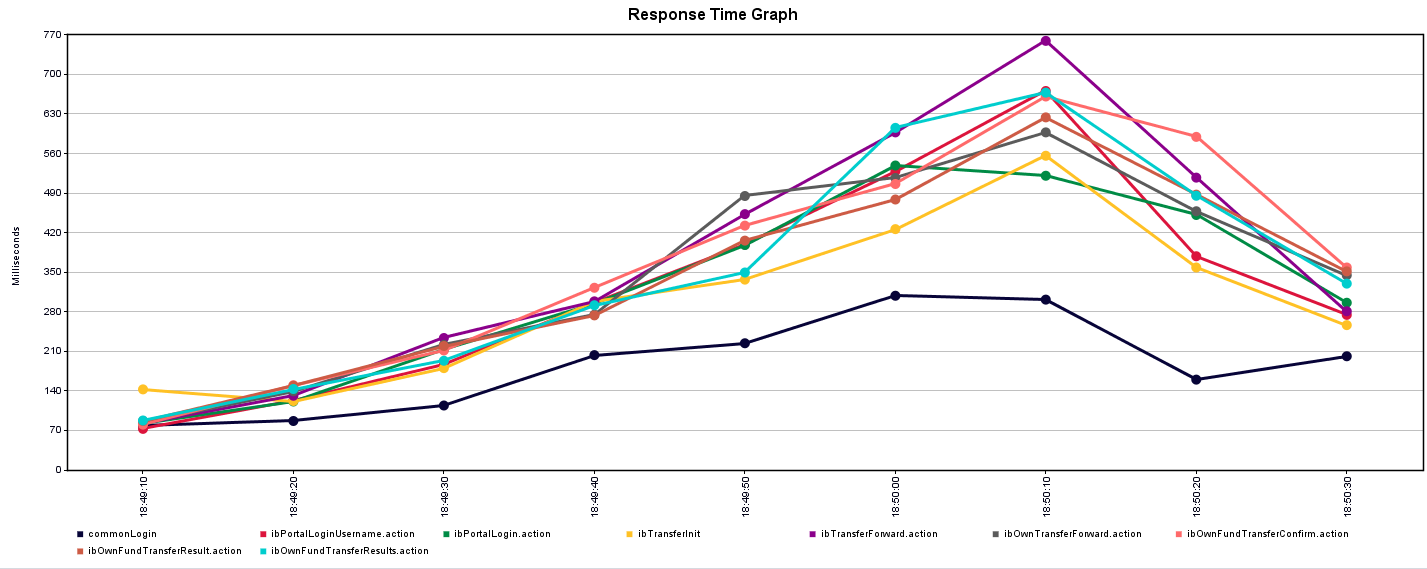 Response Time Graph
770
700
630
560
490
420
350
280
210
140
70
0
Milliseconds
18:49:10 18:49:20 18:49:30 18:49:40 18:49:50 18:50:00 18:50:10 18:50:20 18:50:30
commonLogin ibPortalLoginUsername.action ibPortalLogin.action ibTransferInit ibTransferForward.action ibOwnTransferForward.action ibOwnFundTransferConfirm.action
ibOwnFundTransferResult.action ibOwnFundTransferResults.action